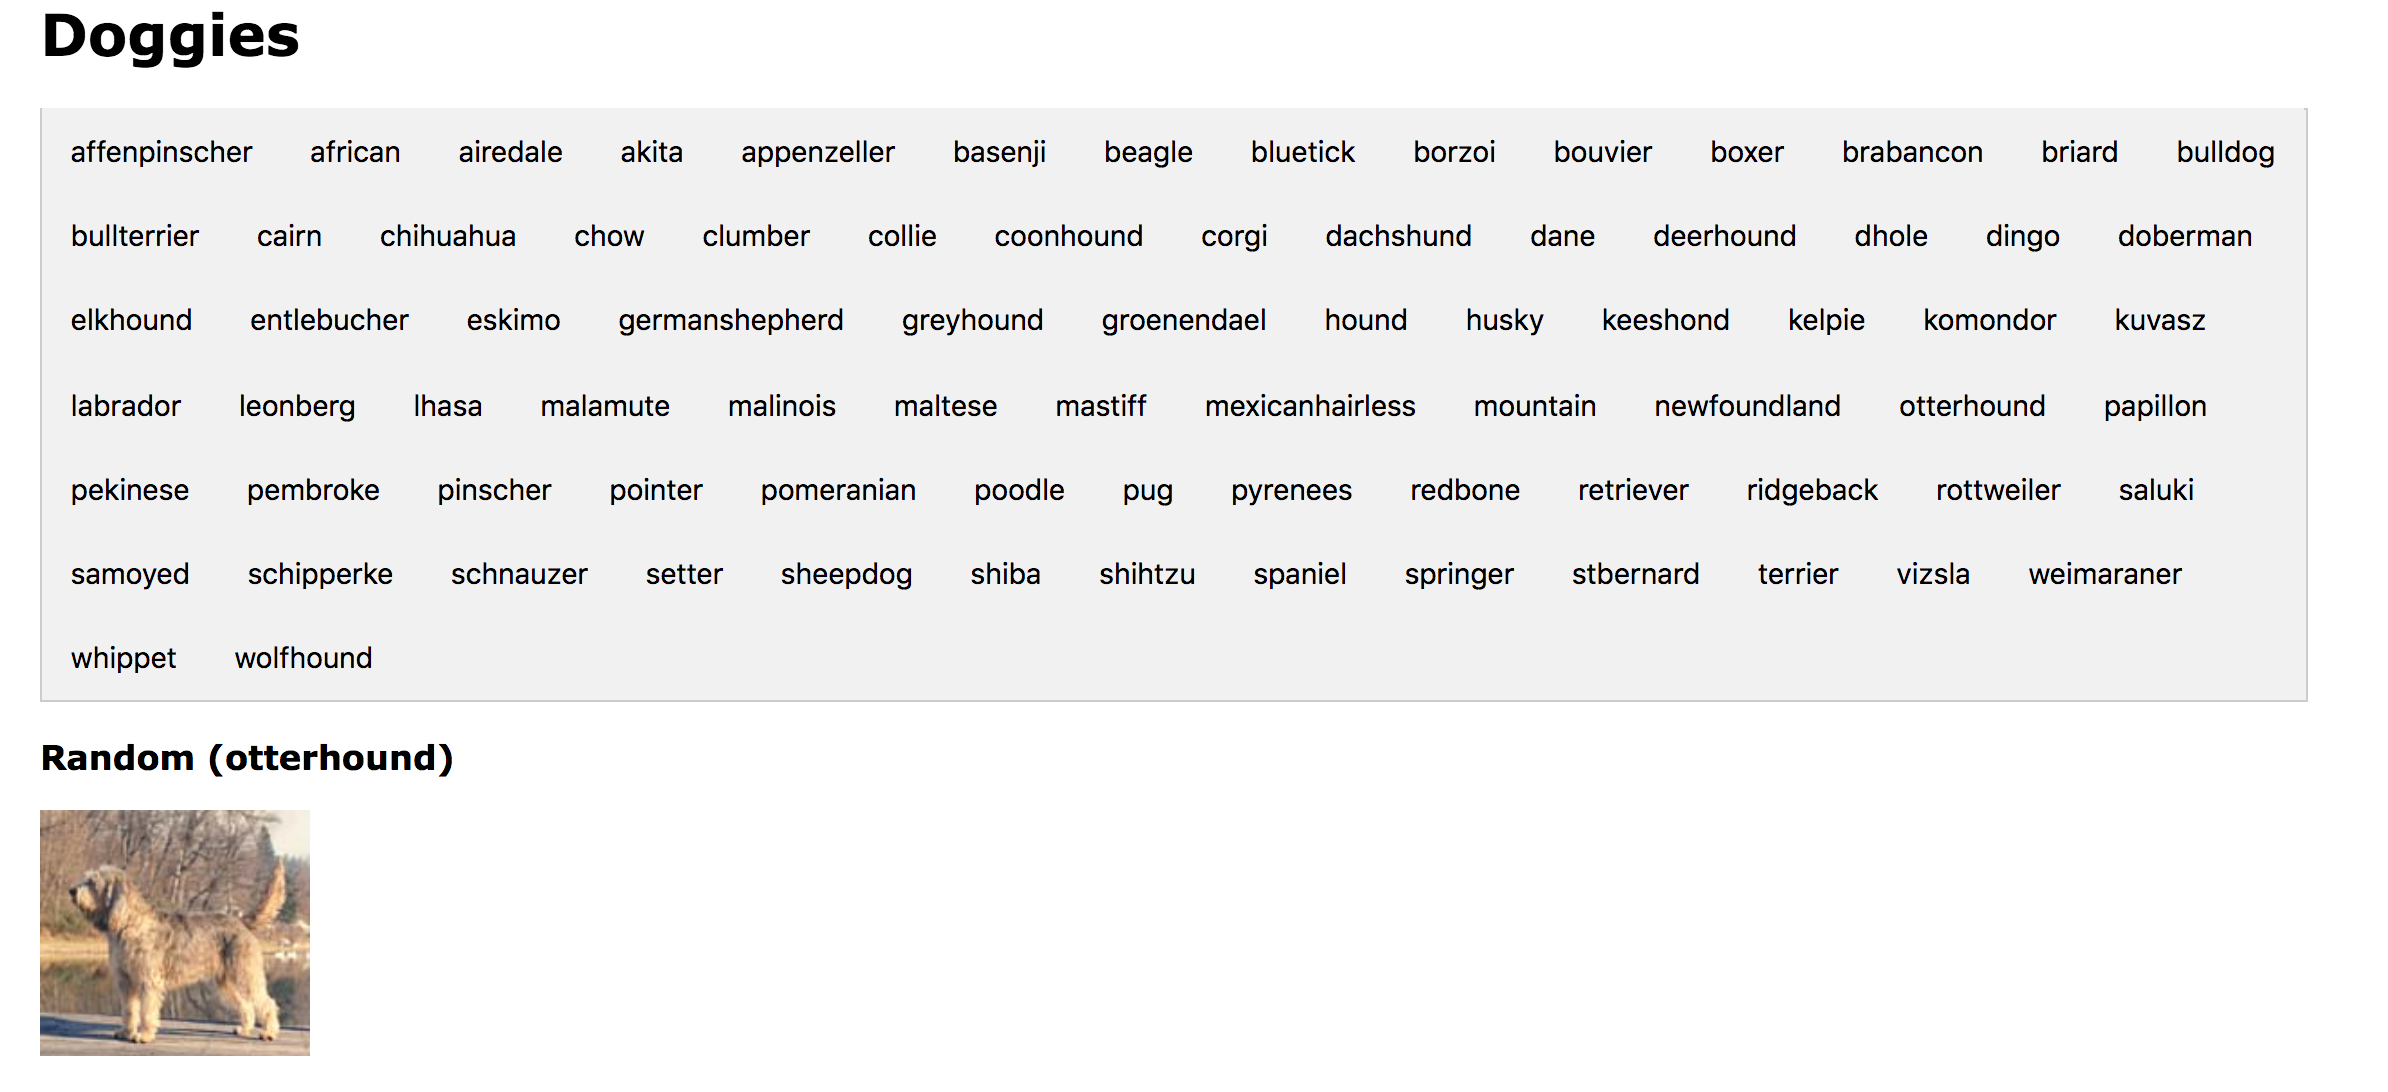 Doggies
affenpinscher african airedale akita appenzeller basenji beagle bluetick borzoi bouvier boxer brabancon briard bulldog
bullterrier cairn chihuahua chow clumber collie coonhound corgi dachshund dane deerhound dhole dingo doberman
elkhound entlebucher eskimo germanshepherd greyhound groenendael hound husky keeshond kelpie komondor kuvasz
labrador leonberg lhasa malamute malinois maltese mastiff mexicanhairless mountain newfoundland otterhound papillon
pekinese pembroke pinscher pointer pomeranian poodle pug pyrenees redbone retriever ridgeback rottweiler saluki
samoyed schipperke schnauzer setter sheepdog shiba shihtzu spaniel springer stbernard terrier vizsla weimaraner
whippet wolfhound
Random (otterhound)